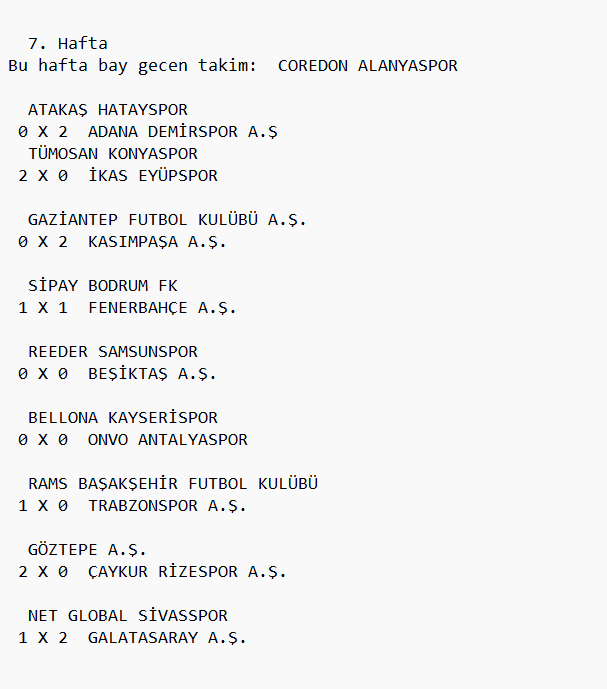 7. Hafta
Bu hafta bay gecen takim:  COREDON ALANYASPOR
ATAKAŞ HATAYSPOR
0 X 2  ADANA DEMİRSPOR A.Ş
TÜMOSAN KONYASPOR
2 X 0  İKAS EYÜPSPOR
GAZİANTEP FUTBOL KULÜBÜ A.Ş.
0 X 2  KASIMPAŞA A.Ş.
SİPAY BODRUM FK
1 X 1  FENERBAHÇE A.Ş.
REEDER SAMSUNSPOR
0 X 0  BEŞİKTAŞ A.Ş.
BELLONA KAYSERİSPOR
0 X 0  ONVO ANTALYASPOR
RAMS BAŞAKŞEHİR FUTBOL KULÜBÜ
1 X 0  TRABZONSPOR A.Ş.
GÖZTEPE A.Ş.
2 X 0  ÇAYKUR RİZESPOR A.Ş.
NET GLOBAL SİVASSPOR
1 X 2  GALATASARAY A.Ş.